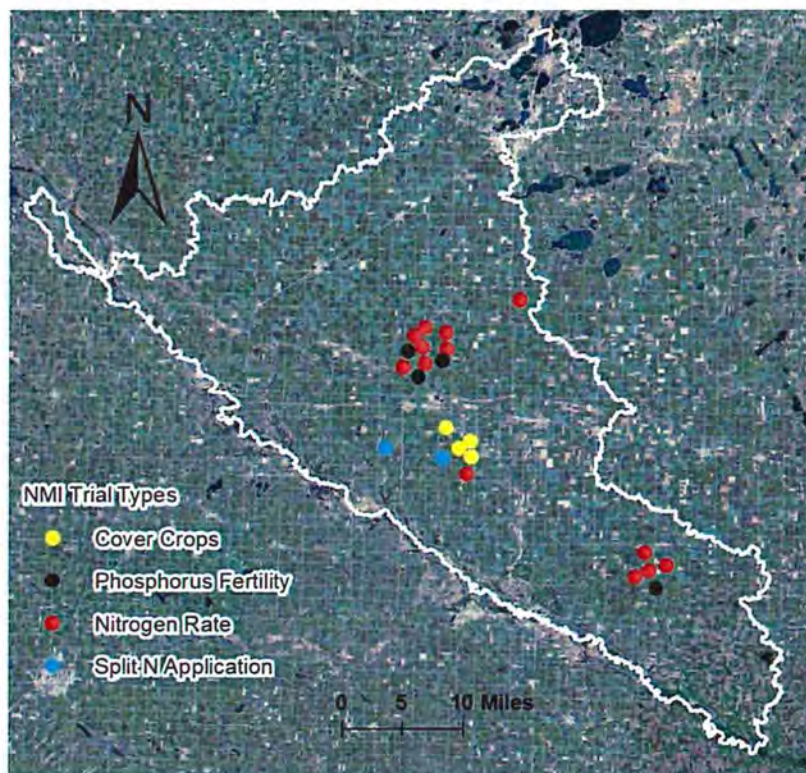 N
NMI Trial Types
Cover Crops
Phosphorus Fertility
Nitrogen Rate
Split N Application
0 5 10 Miles